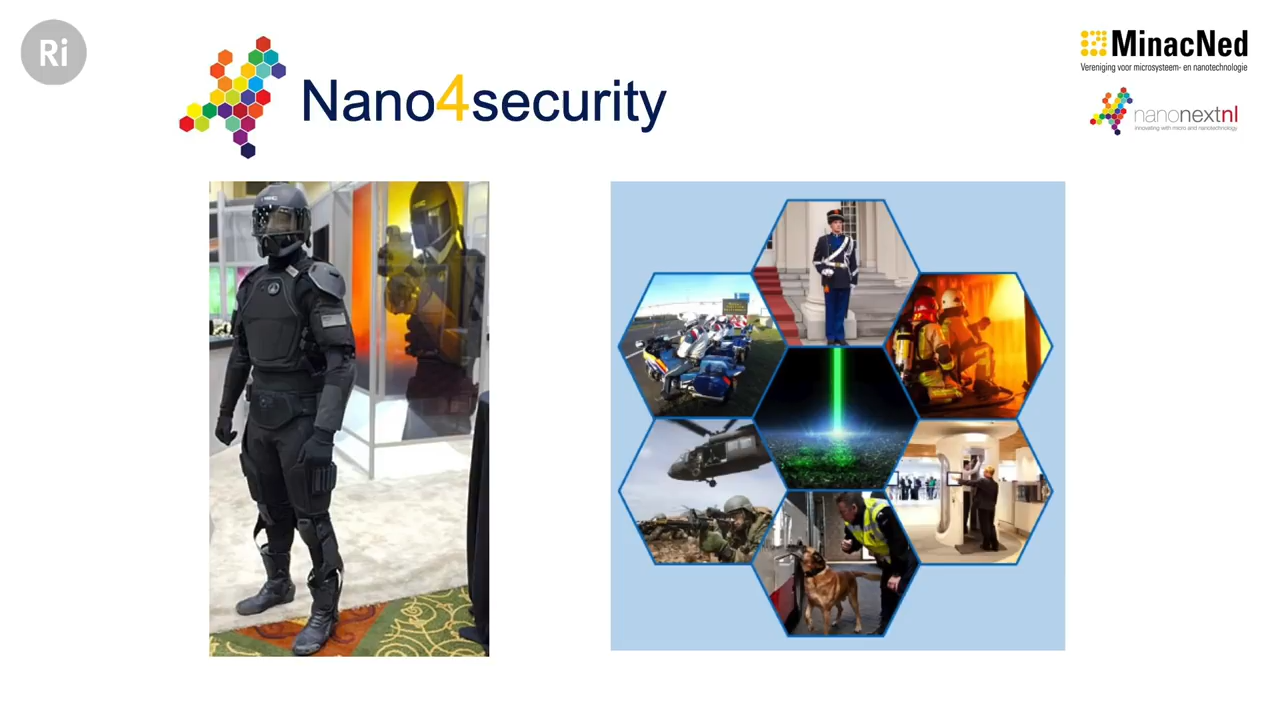 Ri
Nano4security
MinacNed
Vereniging voor microsysteem- en nanotechnologie
nanonextnl
innovating with micro and nanotechnology